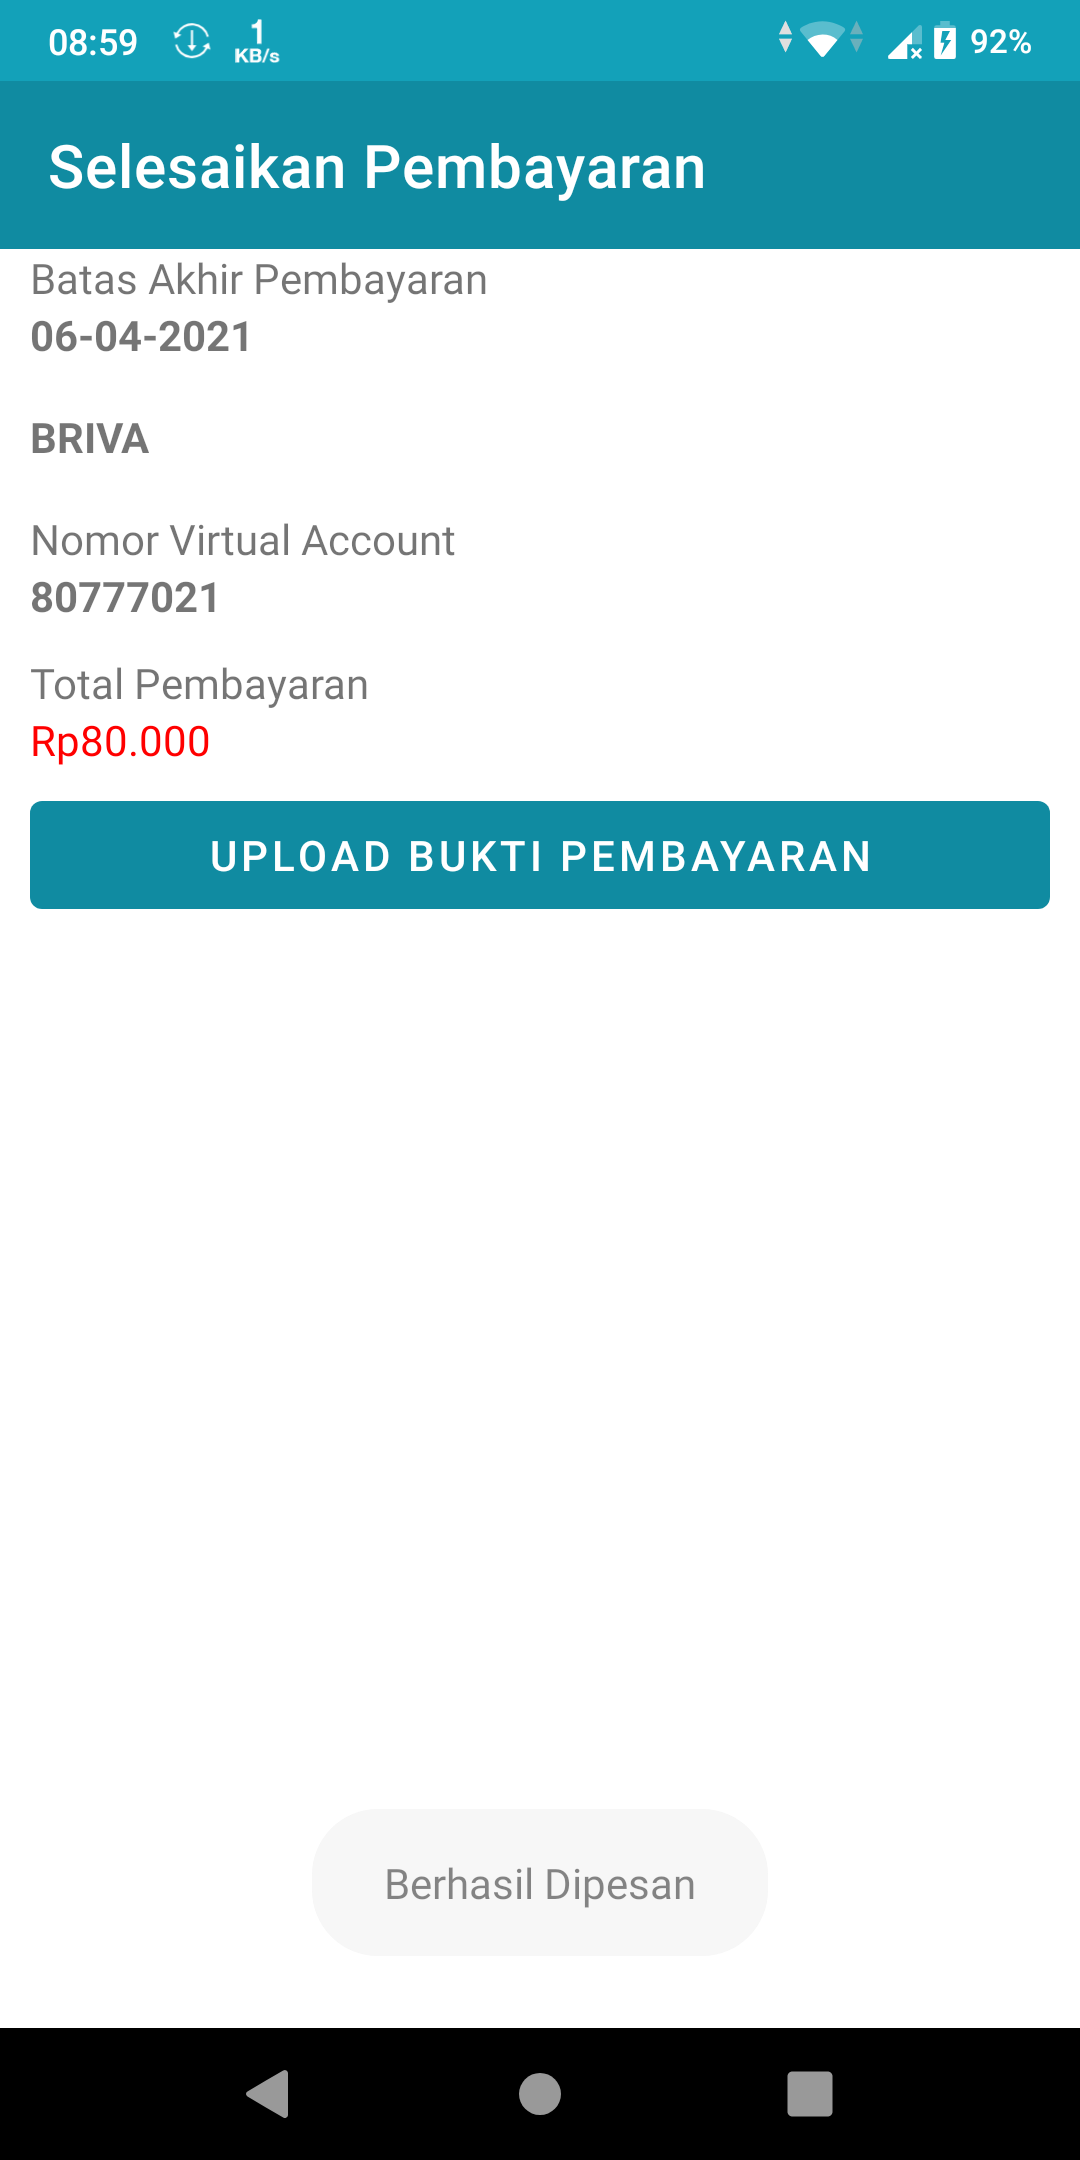 08:59
1
KB/s
92%
Selesaikan Pembayaran
Batas Akhir Pembayaran
06-04-2021
BRIVA
Nomor Virtual Account
80777021
Total Pembayaran
Rp80.000
UPLOAD BUKTI PEMBAYARAN
Berhasil Dipesan